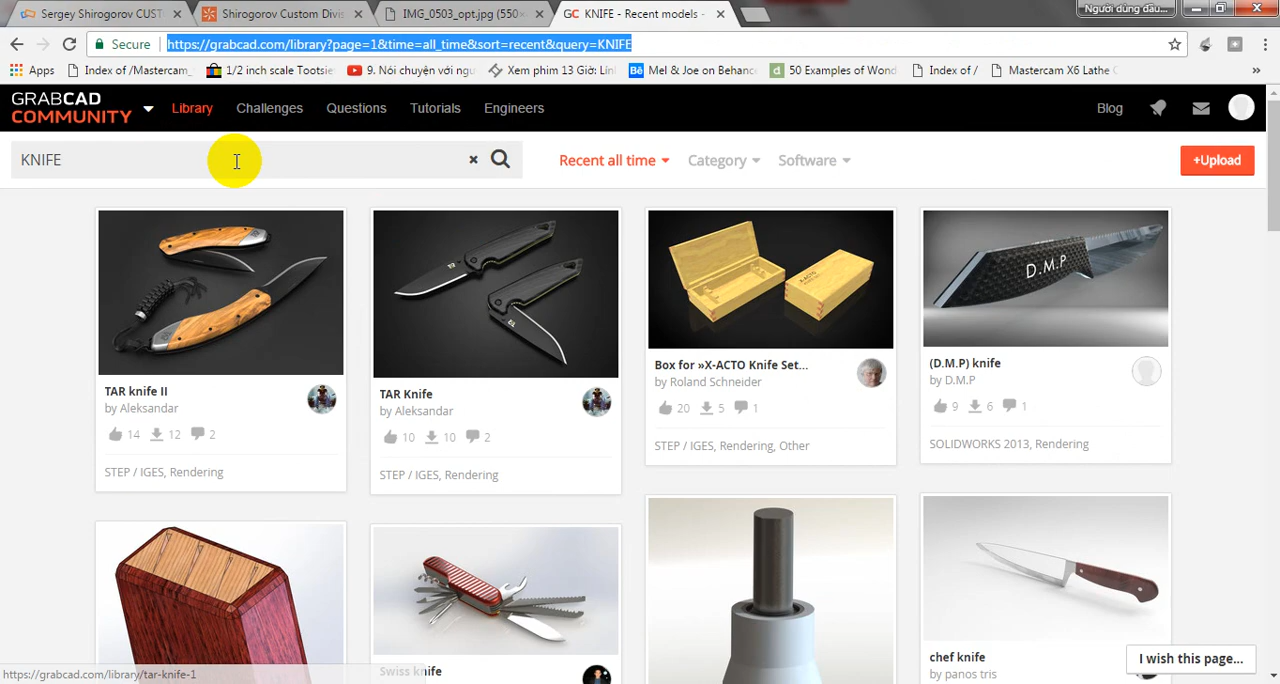 Sergey Shirogorov CUST
Shirogorov Custom Divis
IMG_0503_opt.jpg (550×
GC KNIFE - Recent models -
Người dùng đầu...
Secure
https://grabcad.com/library?page=1&time=all_time&sort=recent&query=KNIFE
Apps
Index of /Mastercam_
1/2 inch scale Tootsie
9. Nói chuyện với ngu
Xem phim 13 Giờ: Lín
Bē Mel & Joe on Behanc
d 50 Examples of Wond
Index of /
Mastercam X6 Lathe C
»
GRABCAD
COMMUNITY
Library
Challenges
Questions
Tutorials
Engineers
Blog
KNIFE
Recent all time
Category
Software
+Upload
TAR knife II
by Aleksandar
14 12 2
STEP / IGES, Rendering
TAR Knife
by Aleksandar
10 10 2
STEP / IGES, Rendering
X-ACTO
Box for »X-ACTO Knife Set...
by Roland Schneider
20 5 1
STEP / IGES, Rendering, Other
D.M.P
(D.M.P) knife
by D.M.P
9 6 1
SOLIDWORKS 2013, Rendering
Swiss knife
chef knife
by panos tris
I wish this page...
https://grabcad.com/library/tar-knife-1